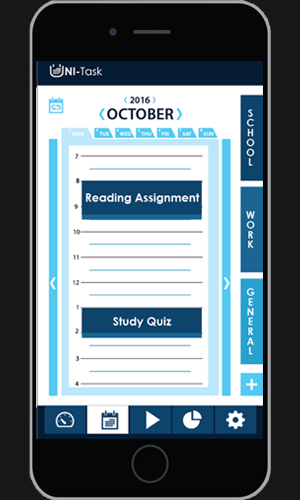 UNI-Task
2016
OCTOBER
MON TUE WED THU FRI SAT SUN
7
8
Reading Assignment
9
10
11
12
1
Study Quiz
2
3
4
SCHOOL
WORK
GENERAL
+